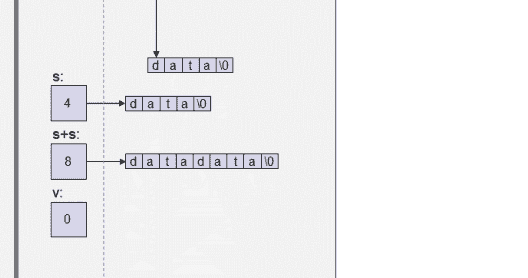 d a t a \0
s:
4 d a t a \0
s+s:
8 d a t a d a t a \0
v:
0